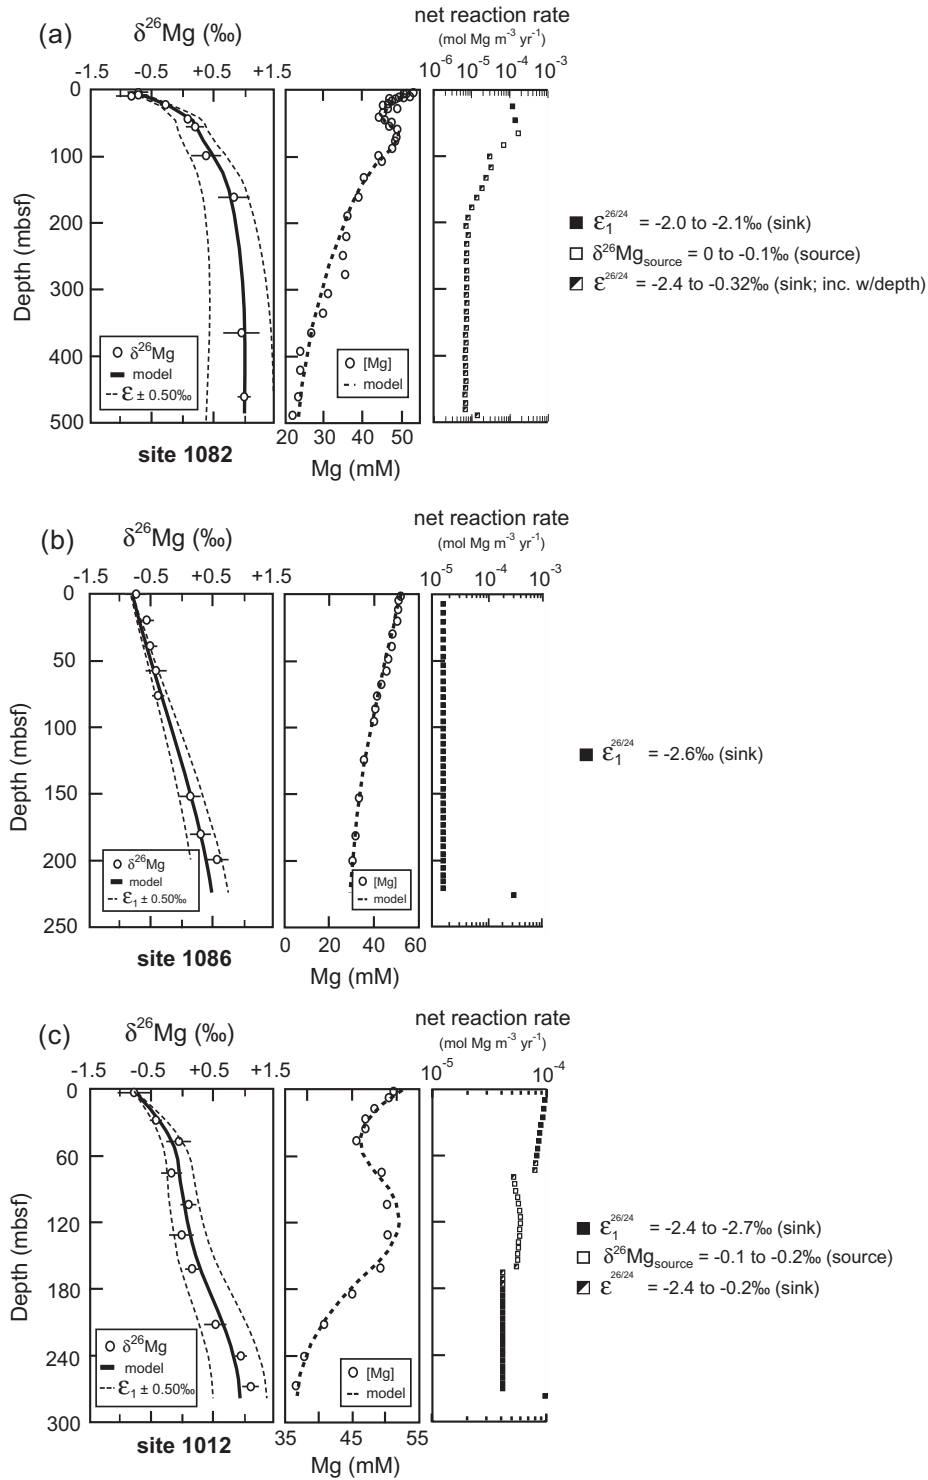 (a)
δ²⁶Mg (‰)
net reaction rate
(mol Mg m⁻³ yr⁻¹)
-1.5 -0.5 +0.5 +1.5
10⁻⁶ 10⁻⁵ 10⁻⁴ 10⁻³
0
100
200
300
400
500
Depth (mbsf)
δ²⁶Mg
model
ε ± 0.50‰
[Mg]
model
20 30 40 50
Mg (mM)
site 1082
ε₁²⁶/²⁴ = -2.0 to -2.1‰ (sink)
δ²⁶Mg_source = 0 to -0.1‰ (source)
ε²⁶/²⁴ = -2.4 to -0.32‰ (sink; inc. w/depth)
(b)
δ²⁶Mg (‰)
net reaction rate
(mol Mg m⁻³ yr⁻¹)
-1.5 -0.5 +0.5 +1.5
10⁻⁵ 10⁻⁴ 10⁻³
0
50
100
150
200
250
Depth (mbsf)
δ²⁶Mg
model
ε₁ ± 0.50‰
[Mg]
model
0 20 40 60
Mg (mM)
site 1086
ε₁²⁶/²⁴ = -2.6‰ (sink)
(c)
δ²⁶Mg (‰)
net reaction rate
(mol Mg m⁻³ yr⁻¹)
-1.5 -0.5 +0.5 +1.5
10⁻⁵ 10⁻⁴
0
60
120
180
240
300
Depth (mbsf)
δ²⁶Mg
model
ε₁ ± 0.50‰
[Mg]
model
35 45 55
Mg (mM)
site 1012
ε₁²⁶/²⁴ = -2.4 to -2.7‰ (sink)
δ²⁶Mg_source = -0.1 to -0.2‰ (source)
ε²⁶/²⁴ = -2.4 to -0.2‰ (sink)